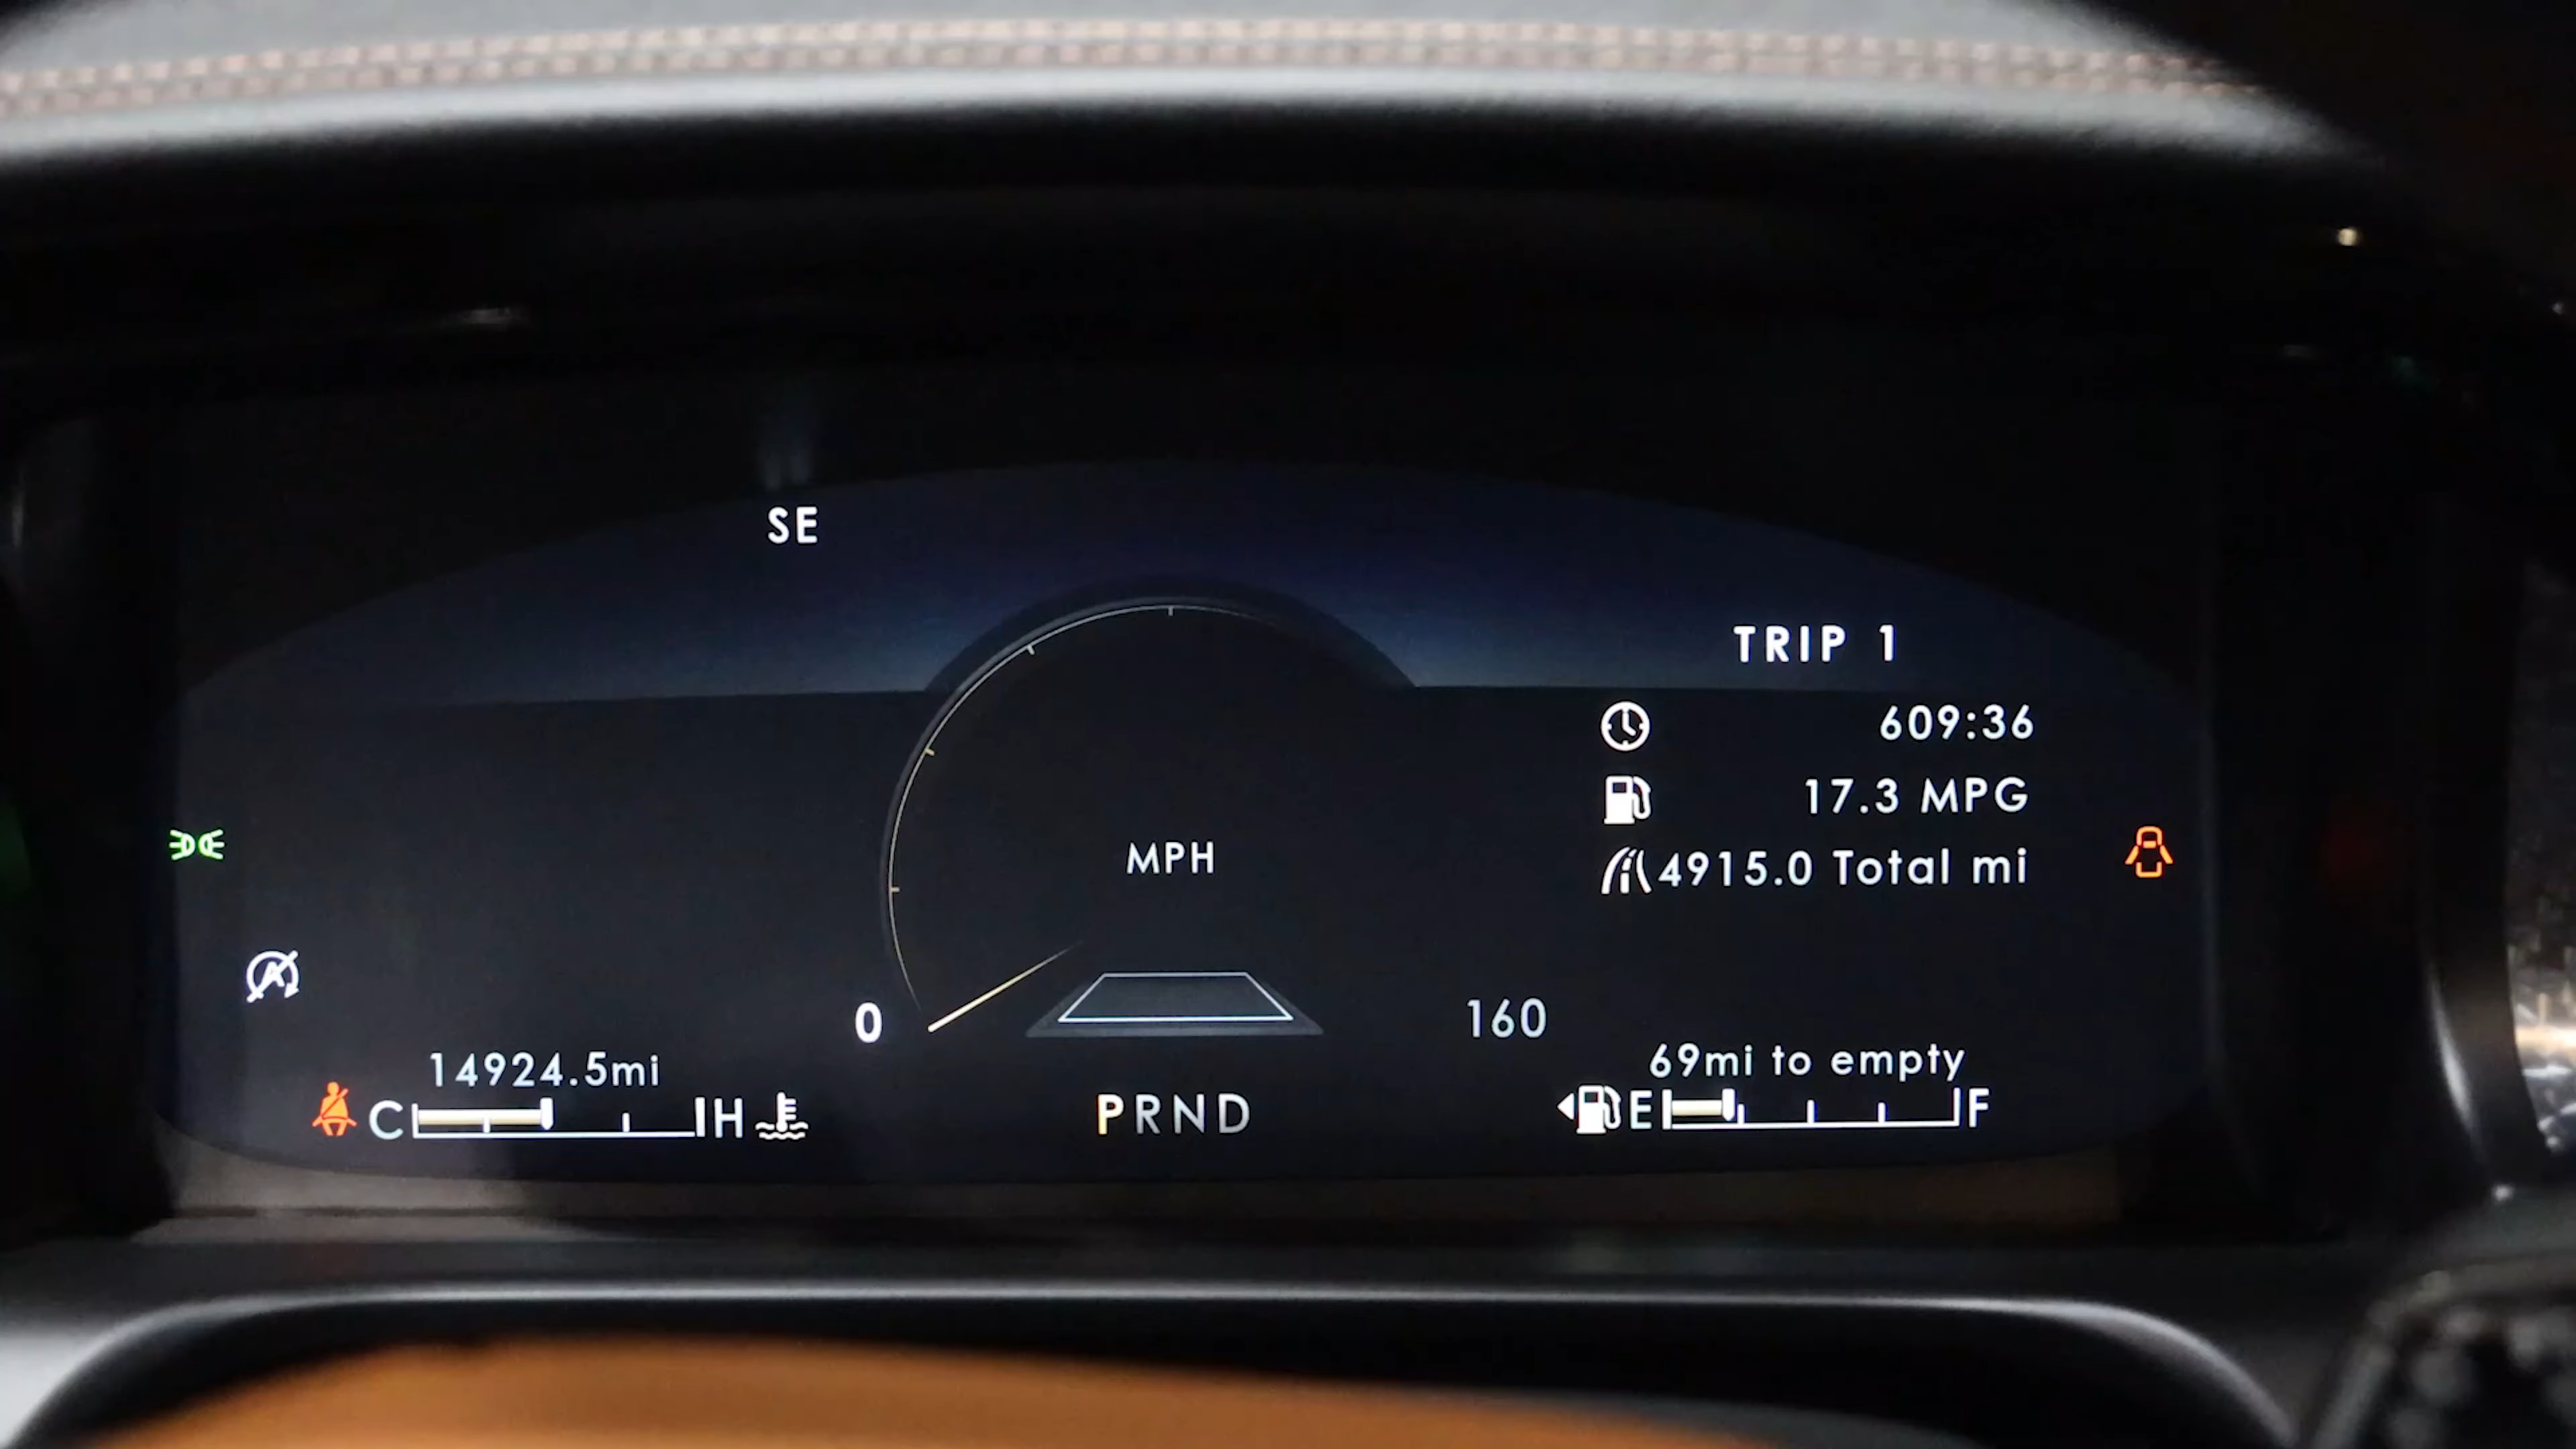 SE
TRIP 1
609:36
17.3 MPG
4915.0 Total mi
MPH
0
160
14924.5mi
69mi to empty
C H
PRND
E F